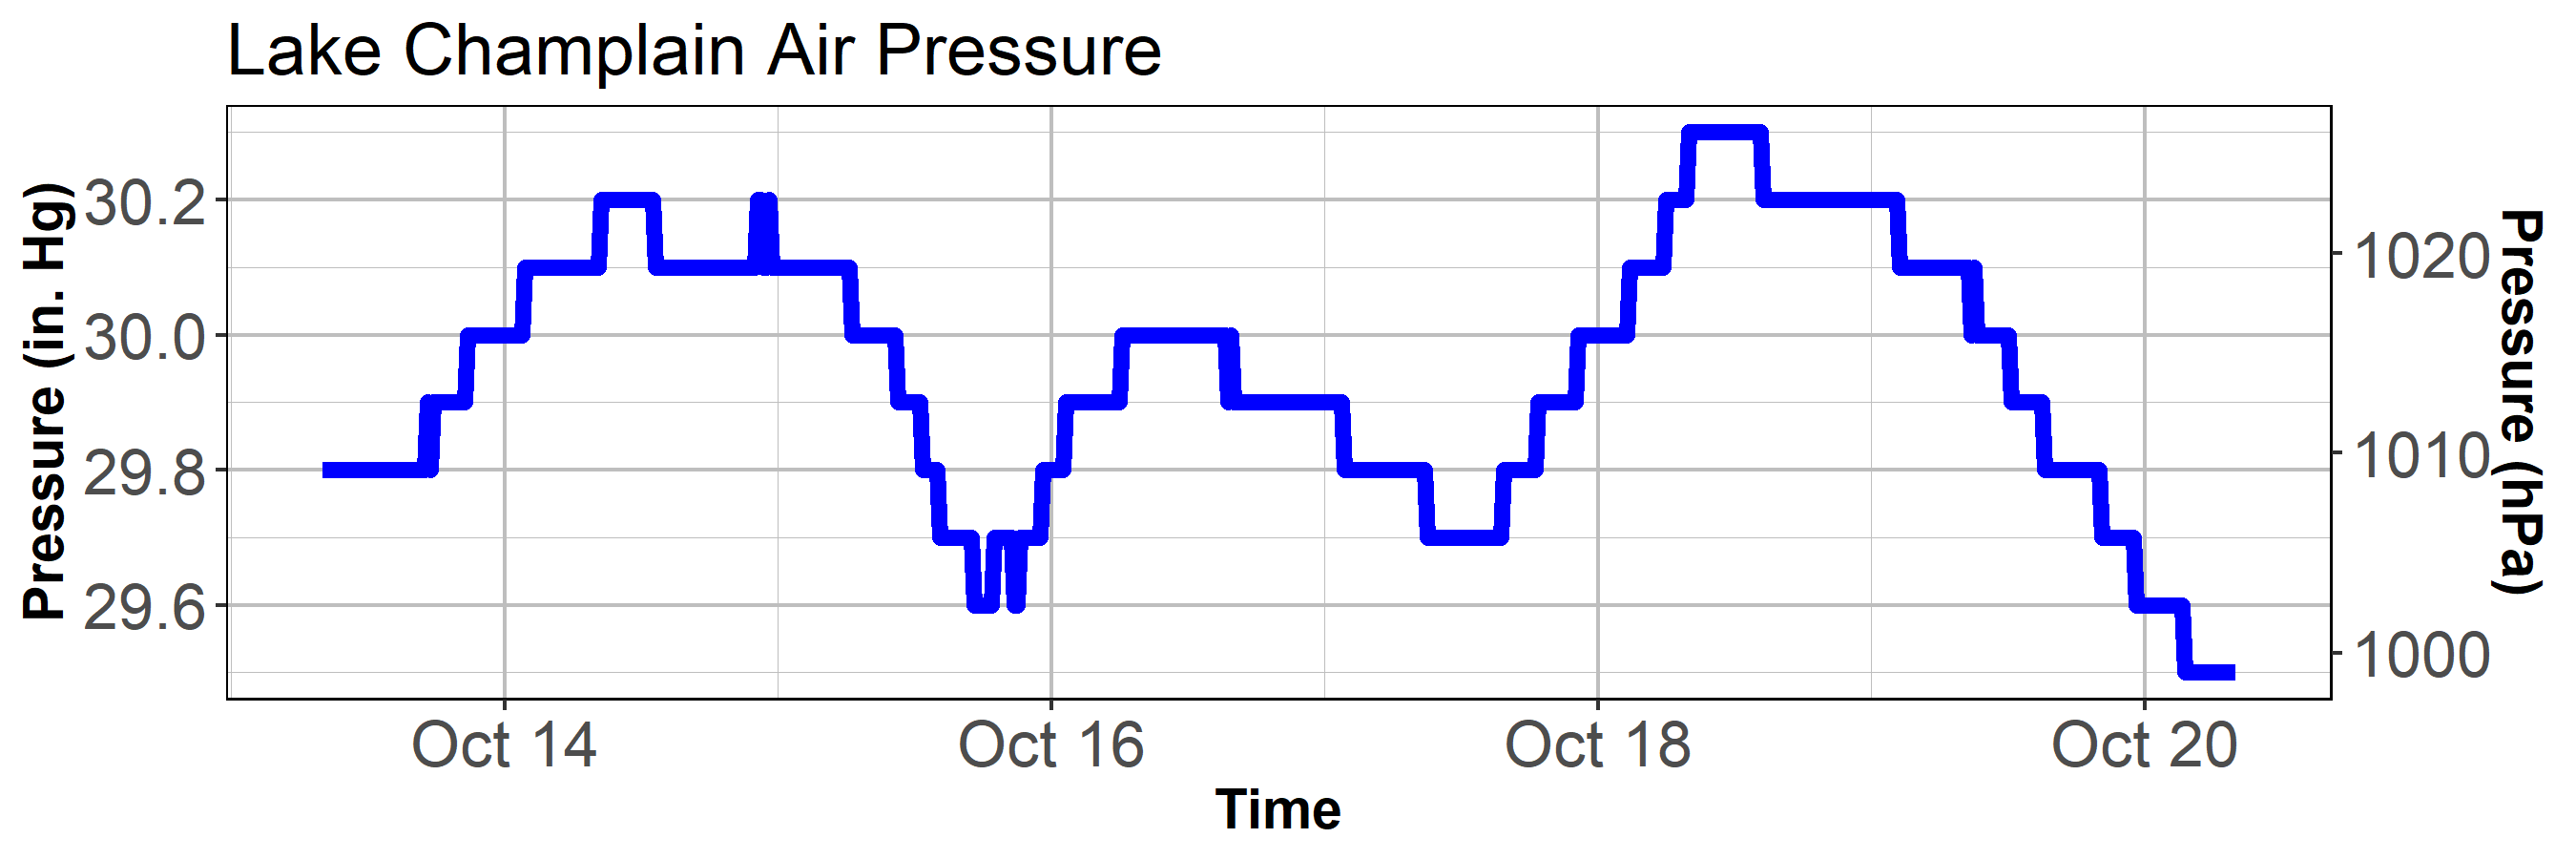 Lake Champlain Air Pressure
Pressure (in. Hg)
30.2
30.0
29.8
29.6
1020
1010
1000
Pressure (hPa)
Oct 14
Oct 16
Oct 18
Oct 20
Time